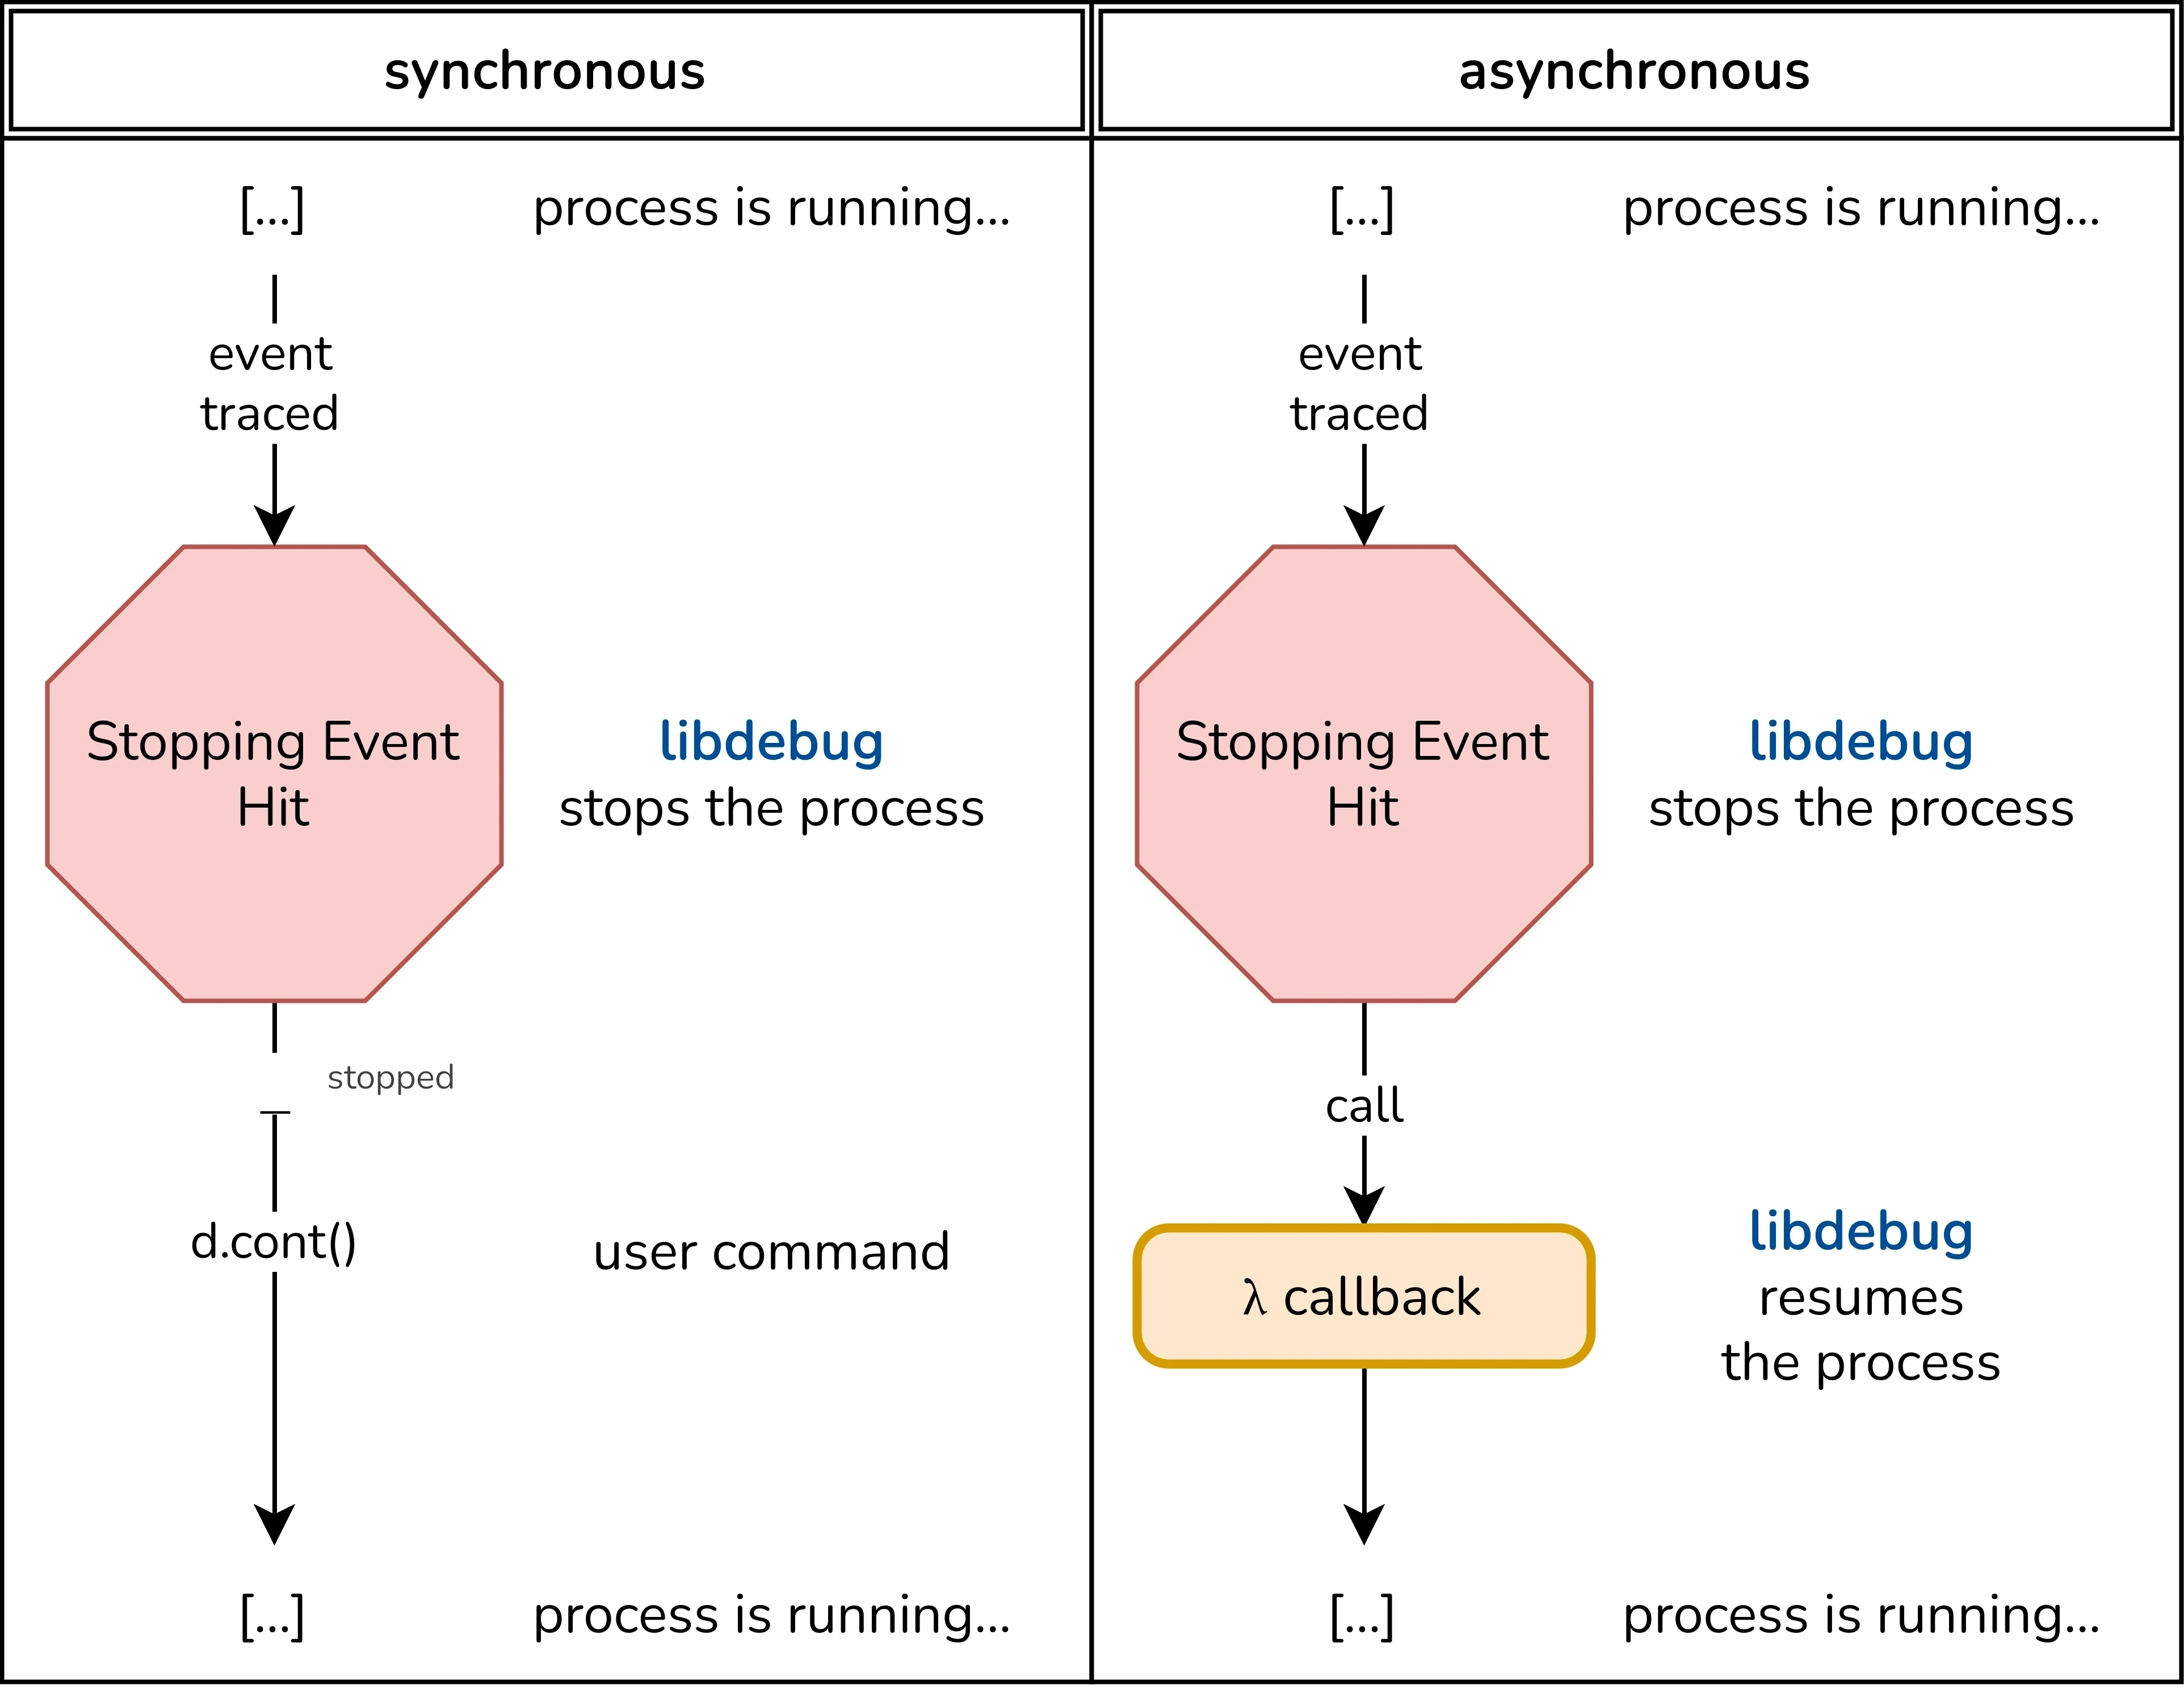 synchronous
[...]
process is running...
event
traced
Stopping Event
Hit
libdebug
stops the process
stopped
d.cont()
user command
[...]
process is running...
asynchronous
[...]
process is running...
event
traced
Stopping Event
Hit
libdebug
stops the process
call
λ callback
libdebug
resumes
the process
[...]
process is running...